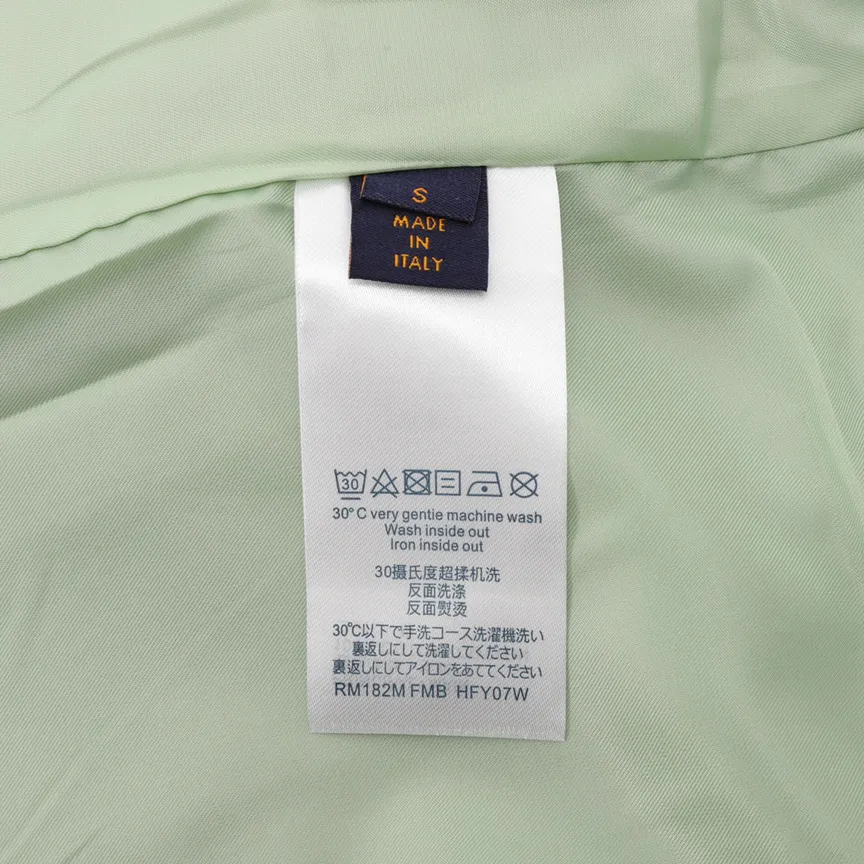 S
MADE
IN
ITALY
30
30° C very gentie machine wash
Wash inside out
Iron inside out
30摄氏度超揉机洗
反面洗涤
反面熨烫
30℃以下で手洗コース洗濯機洗い
裏返しにして洗濯してください
裏返しにしてアイロンをあててください
RM182M FMB HFY07W